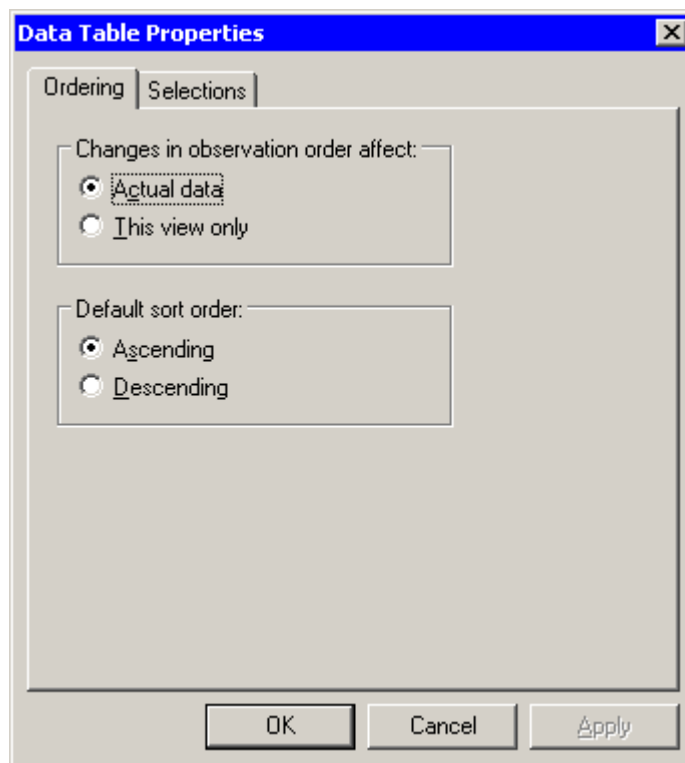 Data Table Properties
Ordering
Selections
Changes in observation order affect:
Actual data
This view only
Default sort order:
Ascending
Descending
OK
Cancel
Apply